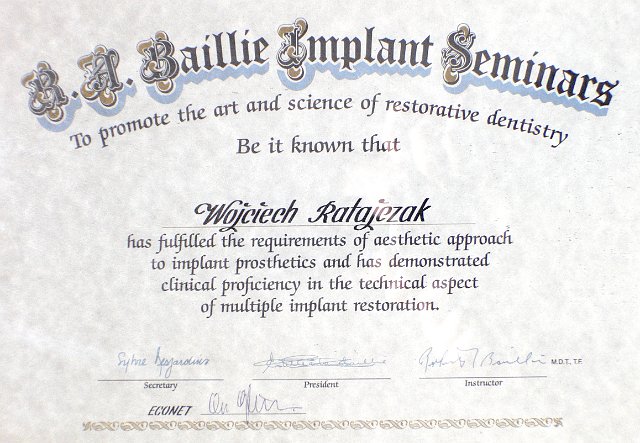 R. A. Baillie Implant Seminars
To promote the art and science of restorative dentistry
Be it known that
Wojciech Ratajczak
has fulfilled the requirements of aesthetic approach
to implant prosthetics and has demonstrated
clinical proficiency in the technical aspect
of multiple implant restoration.
Sylvie Desjardins
M.D.T., T.F.
Secretary President Instructor
ECONET